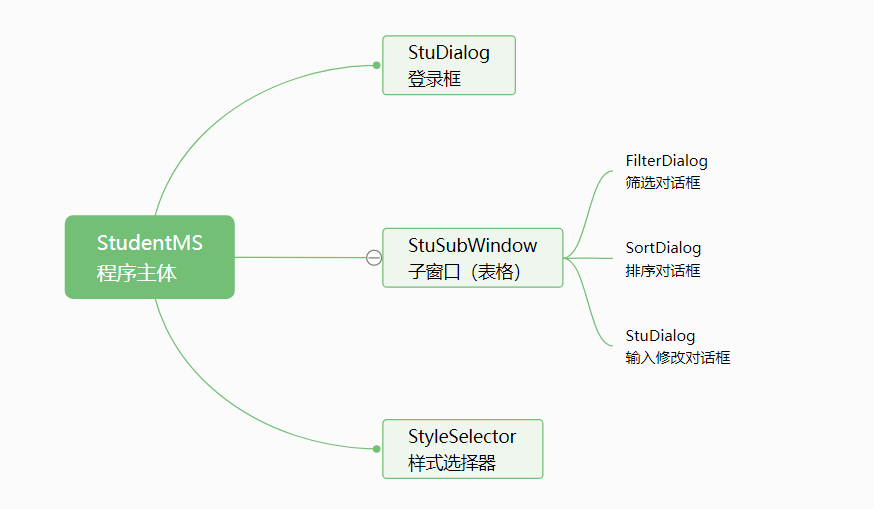 StuDialog
登录框
StudentMS
程序主体
StuSubWindow
子窗口（表格）
FilterDialog
筛选对话框
SortDialog
排序对话框
StuDialog
输入修改对话框
StyleSelector
样式选择器